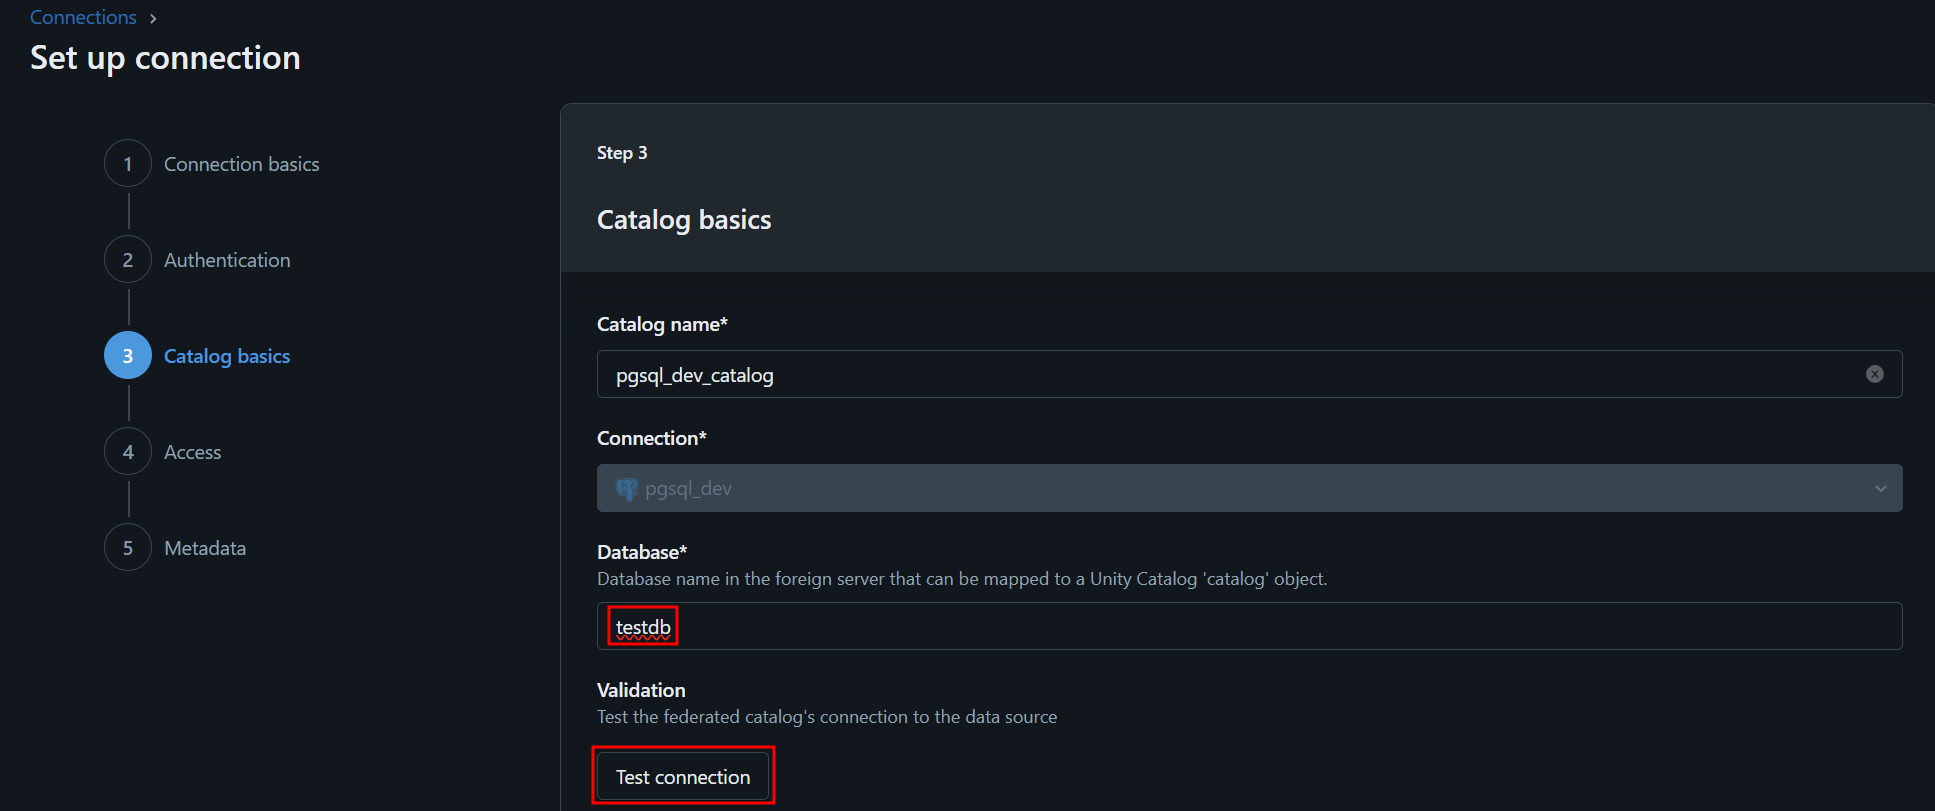 Connections
Set up connection
1 Connection basics
2 Authentication
3 Catalog basics
4 Access
5 Metadata
Step 3
Catalog basics
Catalog name*
pgsql_dev_catalog
Connection*
pgsql_dev
Database*
Database name in the foreign server that can be mapped to a Unity Catalog 'catalog' object.
testdb
Validation
Test the federated catalog's connection to the data source
Test connection